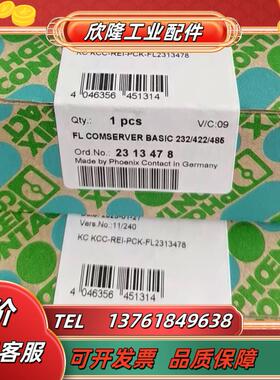 欣隆工业配件
KC KCC-REI-PCK-FL2313478
4 046356 451314
Qty.: 1 pcs
V/C:09
FL COMSERVER BASIC 232/422/485
Ord.No.: 23 13 47 8
Made by Phoenix Contact in Germany
Vers.No.:11/240
KC KCC-REI-PCK-FL2313478
4 046356 451314
价
客服
TEL 13761849638
可开发票 品质保障